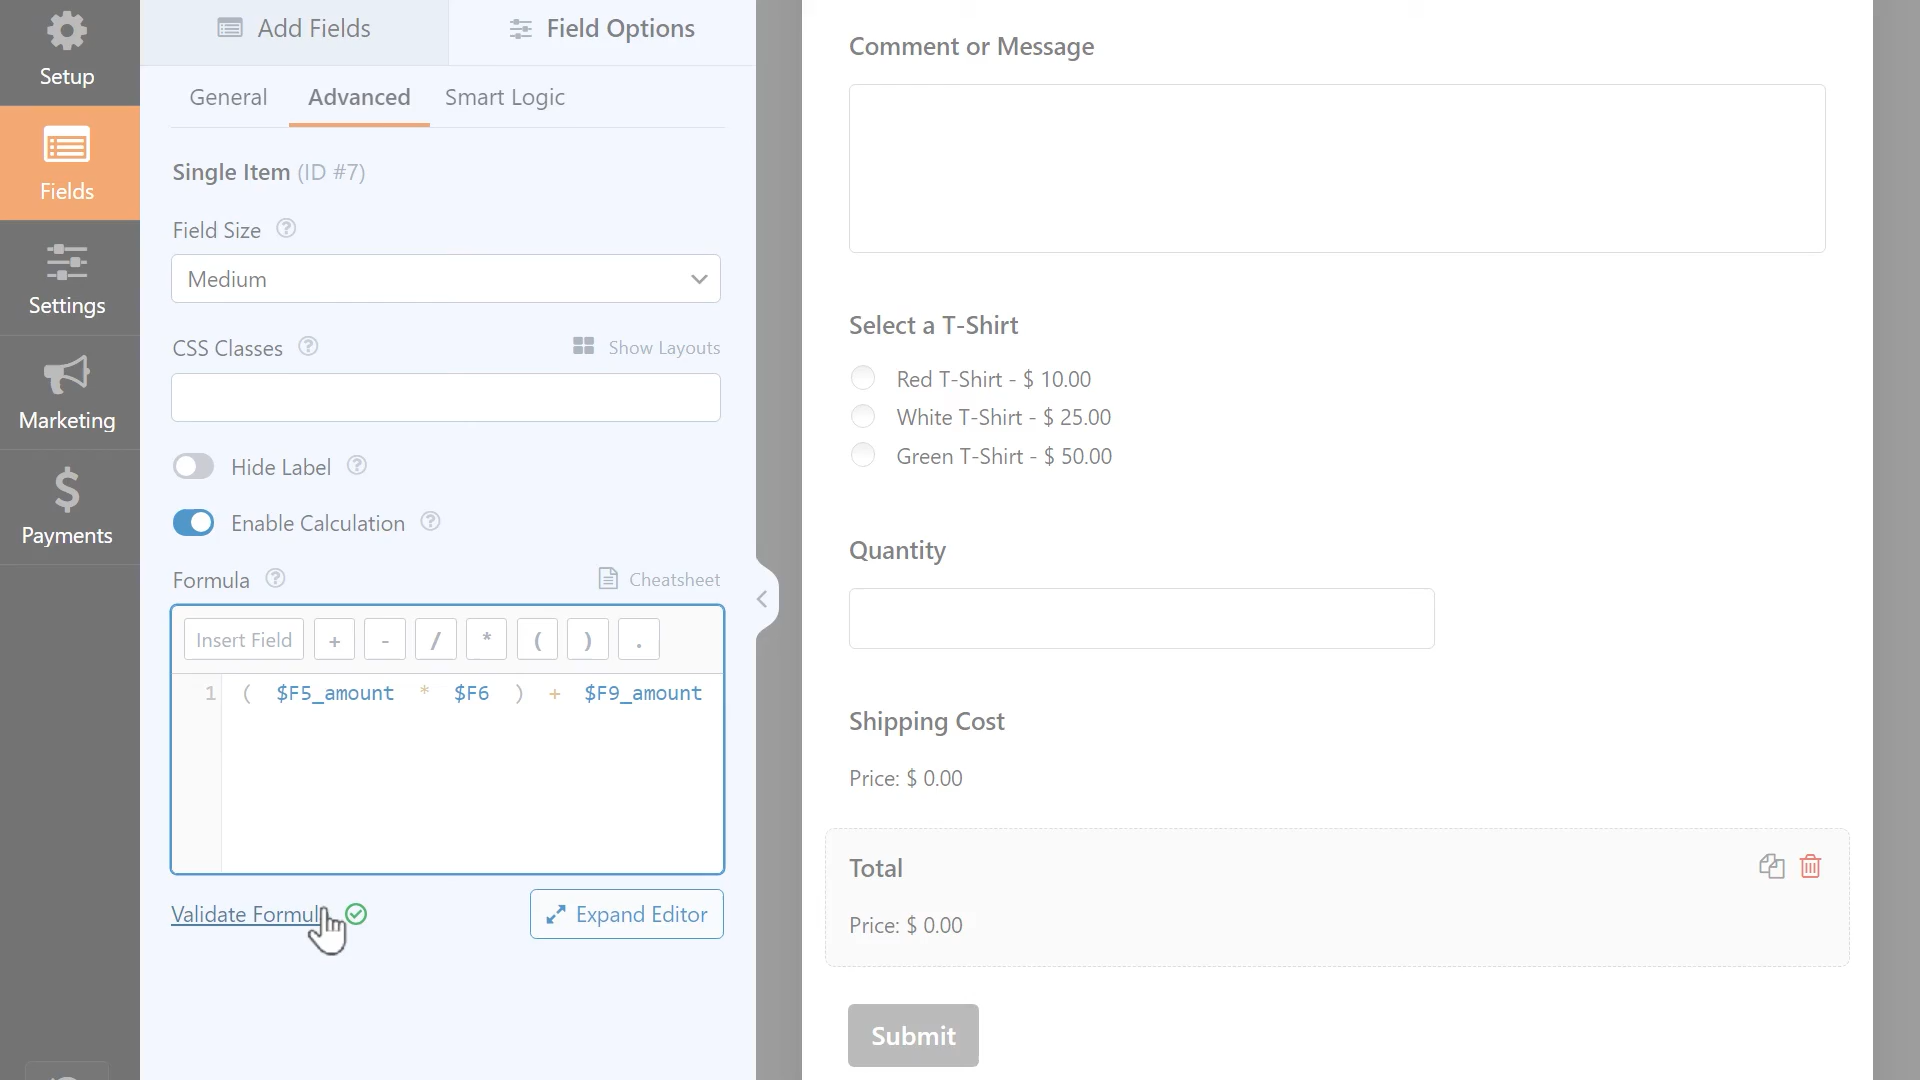 Setup
Fields
Settings
Marketing
Payments
Add Fields
Field Options
General
Advanced
Smart Logic
Single Item (ID #7)
Field Size
Medium
CSS Classes
Show Layouts
Hide Label
Enable Calculation
Formula
Cheatsheet
Insert Field + - / * ( ) .
1 ( $F5_amount * $F6 ) + $F9_amount
Validate Formul
Expand Editor
Comment or Message
Select a T-Shirt
Red T-Shirt - $ 10.00
White T-Shirt - $ 25.00
Green T-Shirt - $ 50.00
Quantity
Shipping Cost
Price: $ 0.00
Total
Price: $ 0.00
Submit